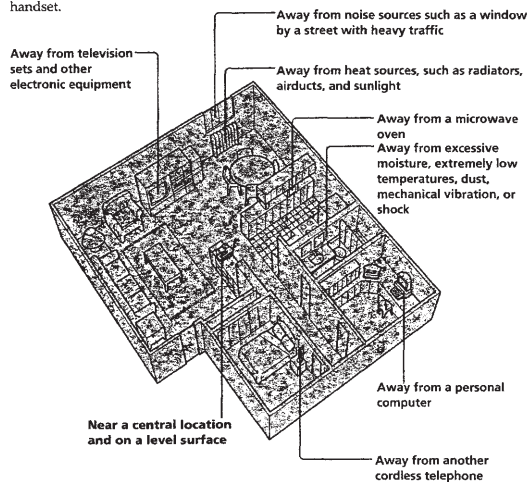 handset.
Away from noise sources such as a window
by a street with heavy traffic
Away from television
sets and other
electronic equipment
Away from heat sources, such as radiators,
airducts, and sunlight
Away from a microwave
oven
Away from excessive
moisture, extremely low
temperatures, dust,
mechanical vibration, or
shock
Away from a personal
computer
Near a central location
and on a level surface
Away from another
cordless telephone